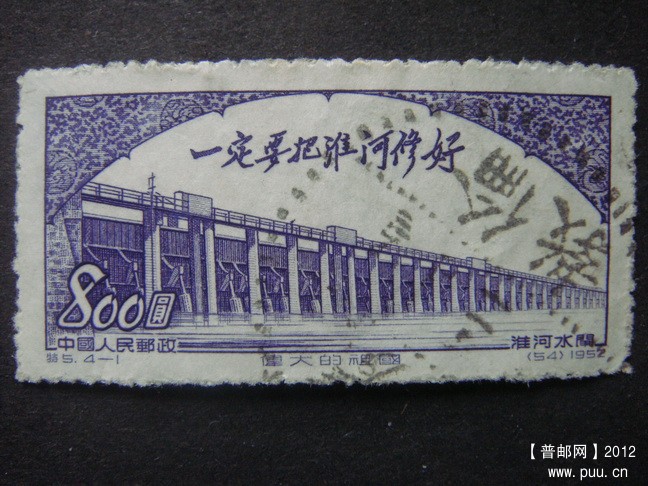 一定要把淮河修好
800圓
中國人民郵政 淮河水閘
特5.4-1 偉大的祖國 (54)1952
【普邮网】2012
www.puu.cn